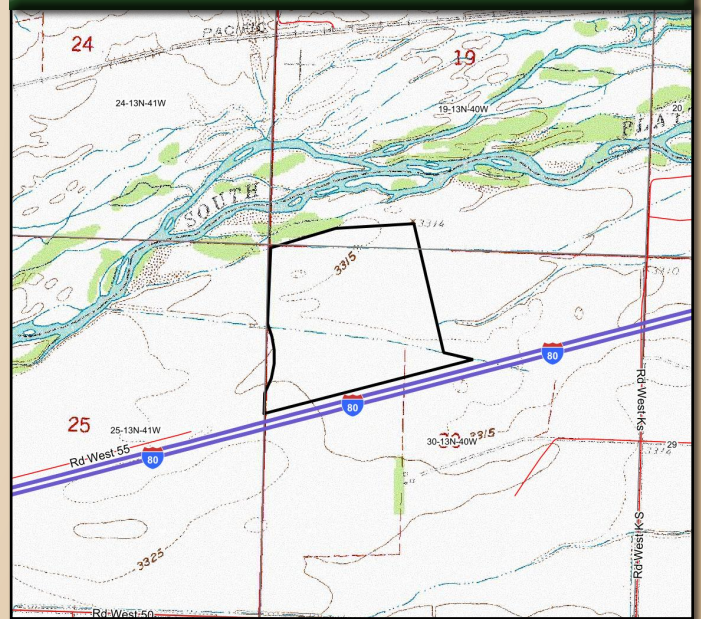 PACIFIC
24
19
24-13N-41W
19-13N-40W
20
PLAT
SOUTH
3314
3315
3310
80
80
25
25-13N-41W
Rd West 55
80
30-13N-40W
3315
29
3314
Rd West Ks
3325
Rd West K S
Rd West 50